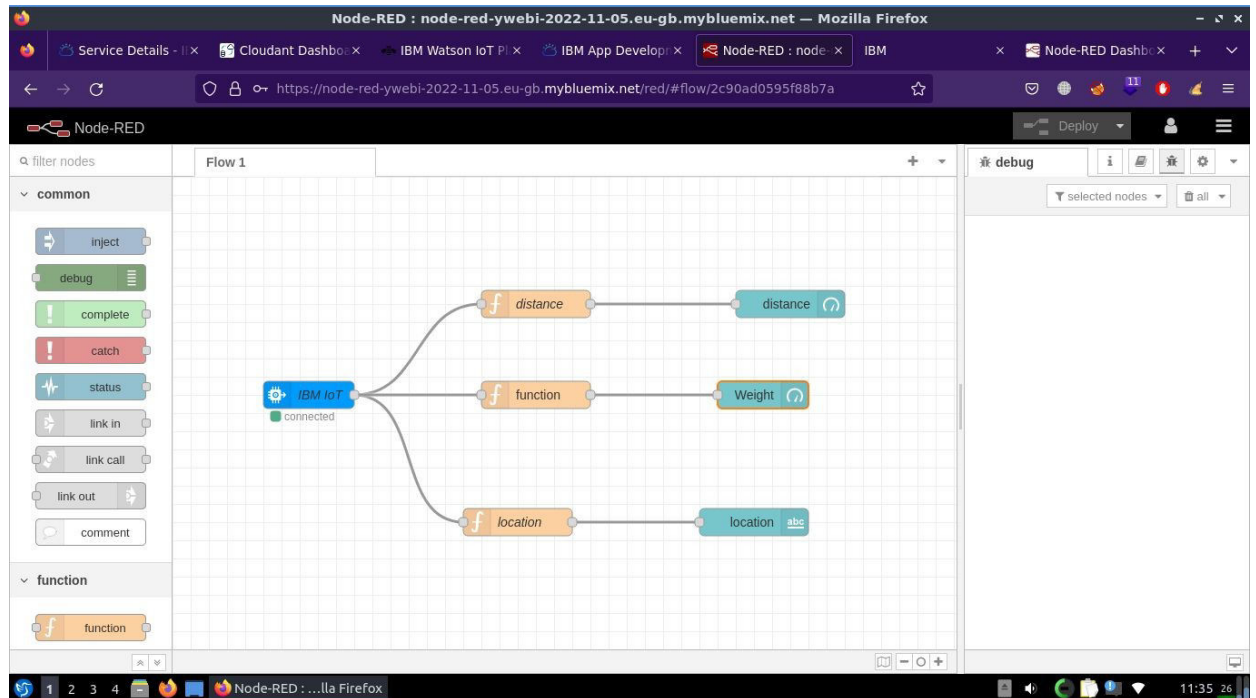 Node-RED : node-red-ywebi-2022-11-05.eu-gb.mybluemix.net — Mozilla Firefox
Service Details - I
Cloudant Dashboa
IBM Watson IoT Pl
IBM App Developm
Node-RED : node-
IBM
Node-RED Dashbo
https://node-red-ywebi-2022-11-05.eu-gb.mybluemix.net/red/#flow/2c90ad0595f88b7a
11
Node-RED
Deploy
filter nodes
Flow 1
debug
i
common
selected nodes
all
inject
debug
complete
catch
status
link in
link call
link out
comment
function
function
distance
distance
IBM IoT
connected
function
Weight
location
location
abc
1 2 3 4
Node-RED : ...lla Firefox
11:35 26